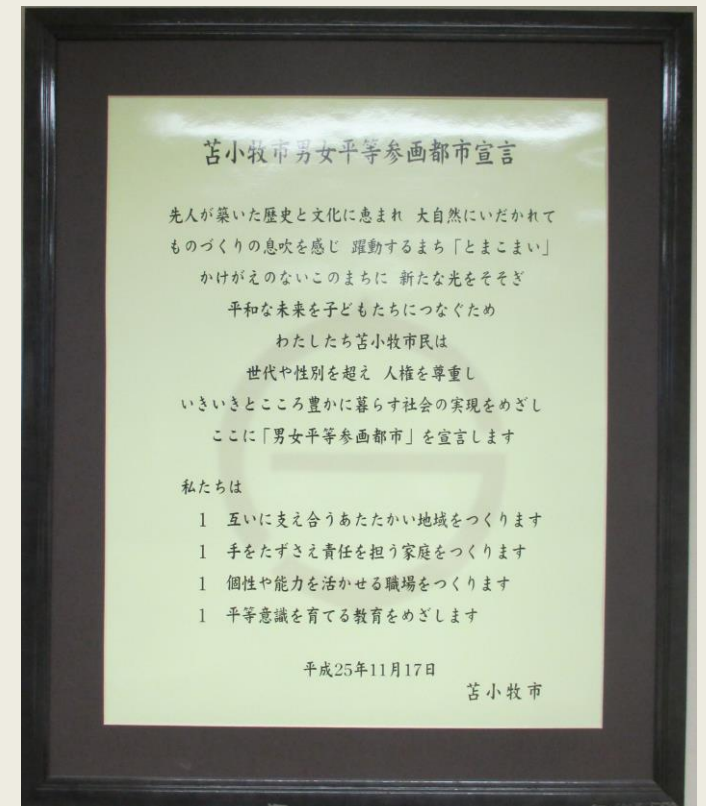 苫小牧市男女平等参画都市宣言
先人が築いた歴史と文化に恵まれ 大自然にいだかれて
ものづくりの息吹を感じ 躍動するまち「とまこまい」
かけがえのないこのまちに 新たな光をそそぎ
平和な未来を子どもたちにつなぐため
わたしたち苫小牧市民は
世代や性別を超え 人権を尊重し
いきいきとこころ豊かに暮らす社会の実現をめざし
ここに「男女平等参画都市」を宣言します
私たちは
1 互いに支え合うあたたかい地域をつくります
1 手をたずさえ責任を担う家庭をつくります
1 個性や能力を活かせる職場をつくります
1 平等意識を育てる教育をめざします
平成25年11月17日
苫小牧市